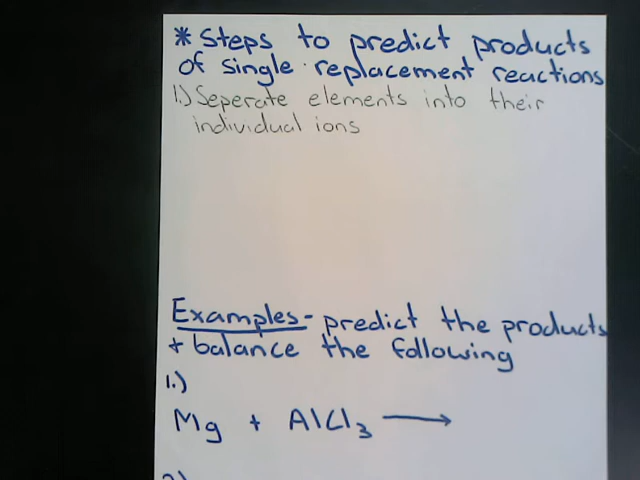 * Steps to predict products
of single replacement reactions
1.) Seperate elements into their
individual ions
Examples - predict the products
+ balance the following
1.)
Mg + AlCl₃ ⟶